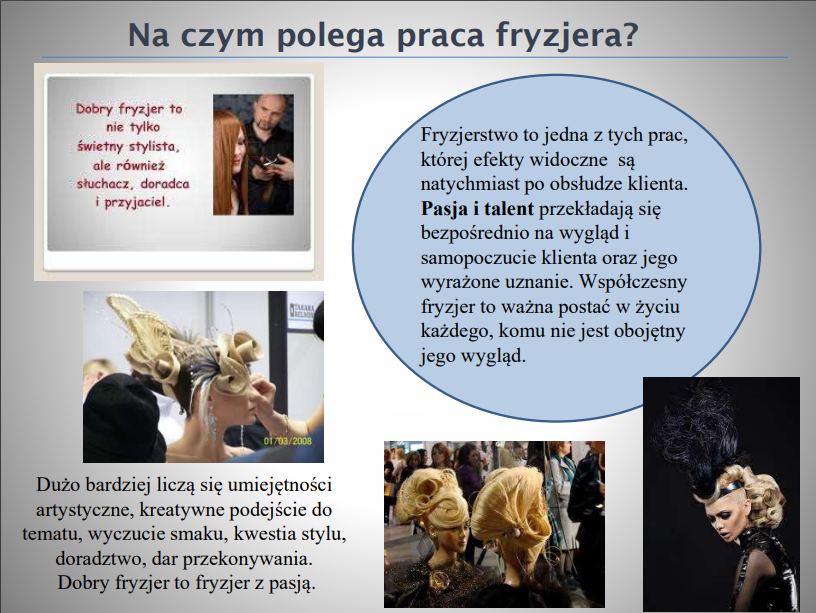 Na czym polega praca fryzjera?
Dobry fryzjer to
nie tylko
świetny stylista,
ale również
słuchacz, doradca
i przyjaciel.
Fryzjerstwo to jedna z tych prac,
której efekty widoczne są
natychmiast po obsłudze klienta.
Pasja i talent przekładają się
bezpośrednio na wygląd i
samopoczucie klienta oraz jego
wyrażone uznanie. Współczesny
fryzjer to ważna postać w życiu
każdego, komu nie jest obojętny
jego wygląd.
TAKARA
BELMONT
01/03/2008
Dużo bardziej liczą się umiejętności
artystyczne, kreatywne podejście do
tematu, wyczucie smaku, kwestia stylu,
doradztwo, dar przekonywania.
Dobry fryzjer to fryzjer z pasją.